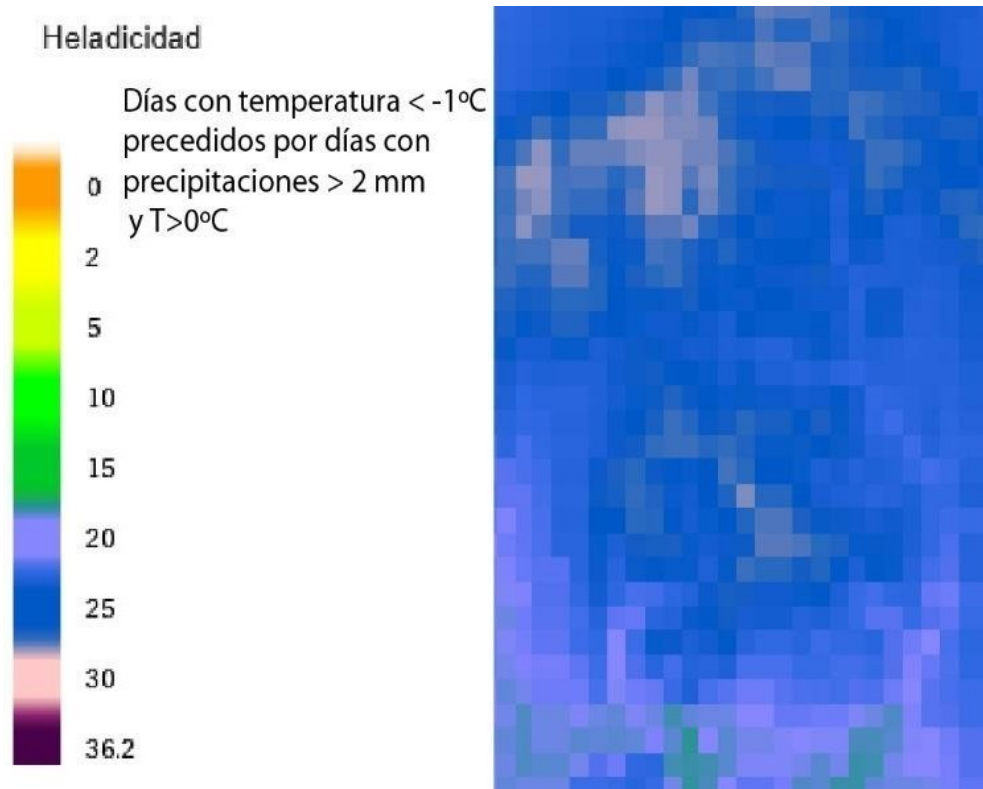 Heladicidad
Días con temperatura < -1ºC
precedidos por días con
precipitaciones > 2 mm
y T>0ºC
0
2
5
10
15
20
25
30
36.2